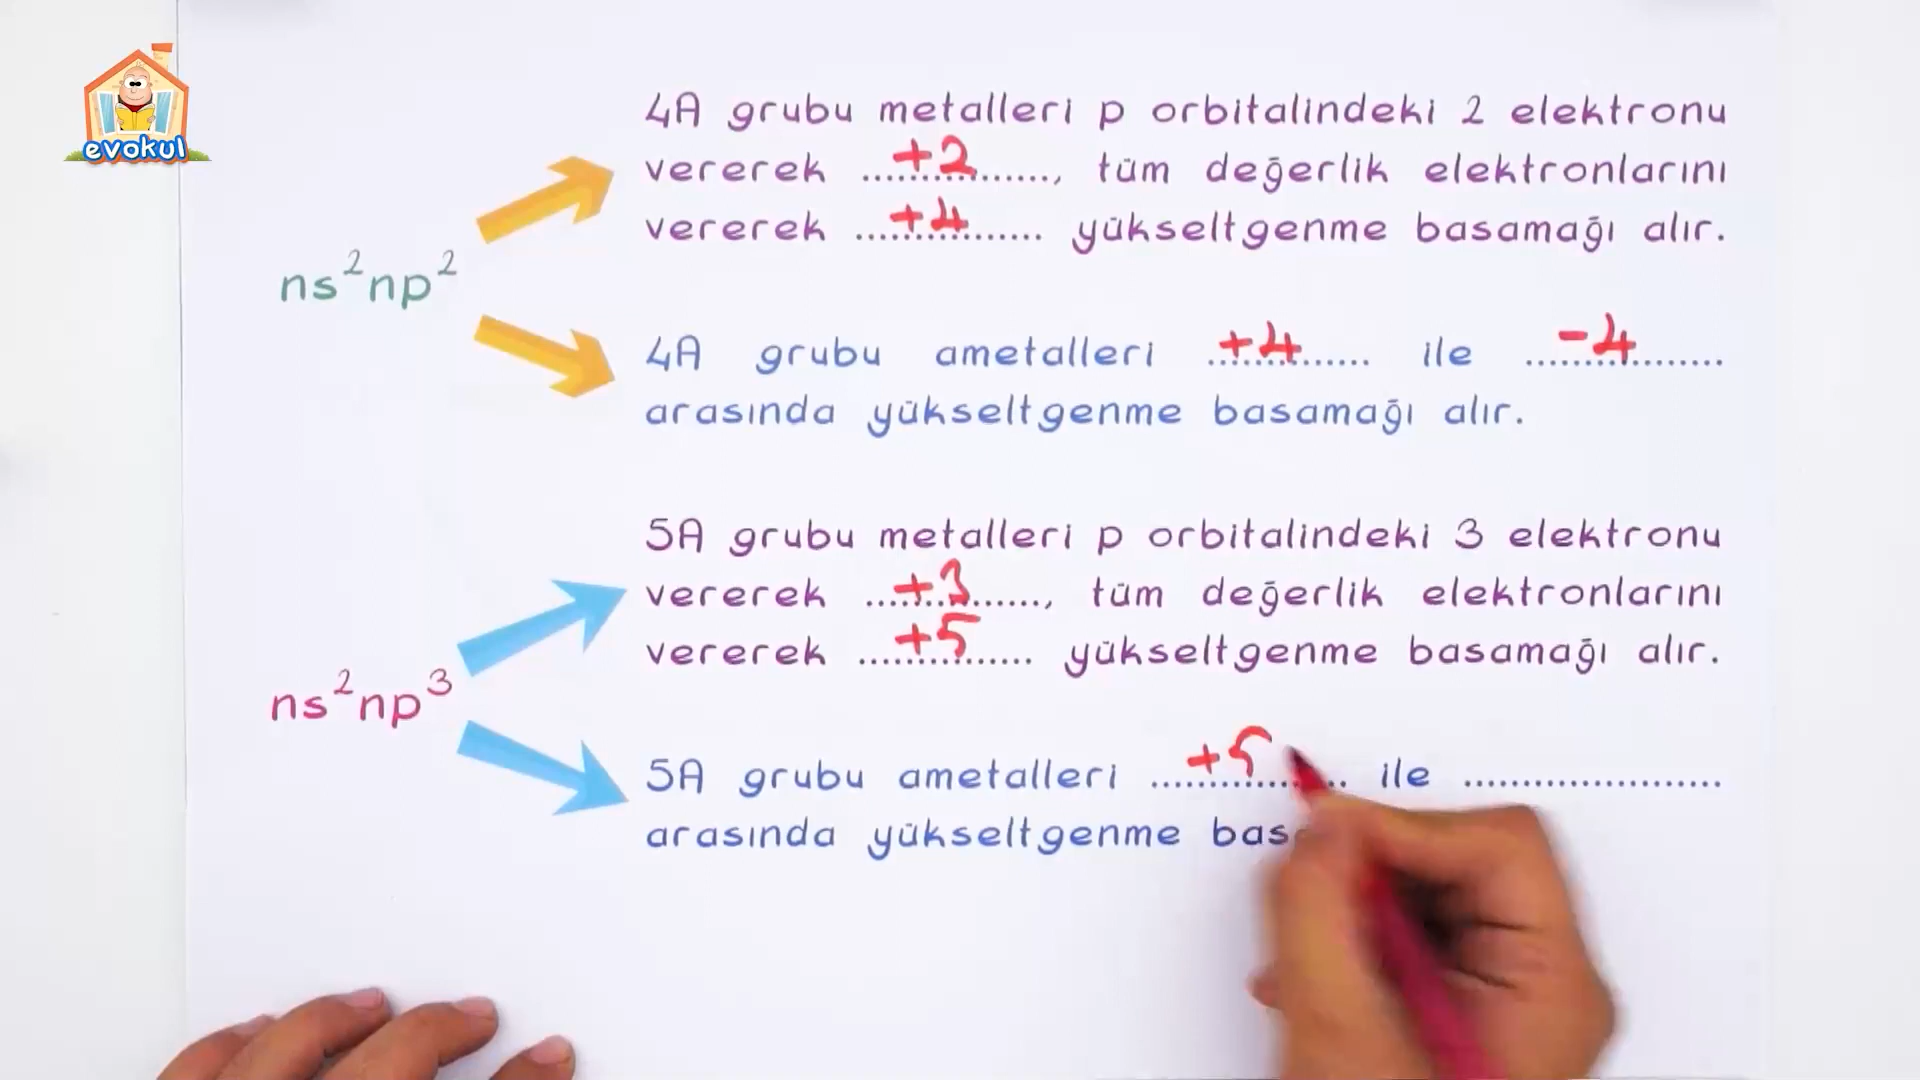 evokul
4A grubu metalleri p orbitalindeki 2 elektronu
vererek ...+2..., tüm değerlik elektronlarını
vererek ...+4... yükseltgenme basamağı alır.
ns²np²
4A grubu ametalleri ...+4... ile ...-4...
arasında yükseltgenme basamağı alır.
5A grubu metalleri p orbitalindeki 3 elektronu
vererek ...+3..., tüm değerlik elektronlarını
vererek ...+5... yükseltgenme basamağı alır.
ns²np³
5A grubu ametalleri ...+5... ile ......
arasında yükseltgenme bas